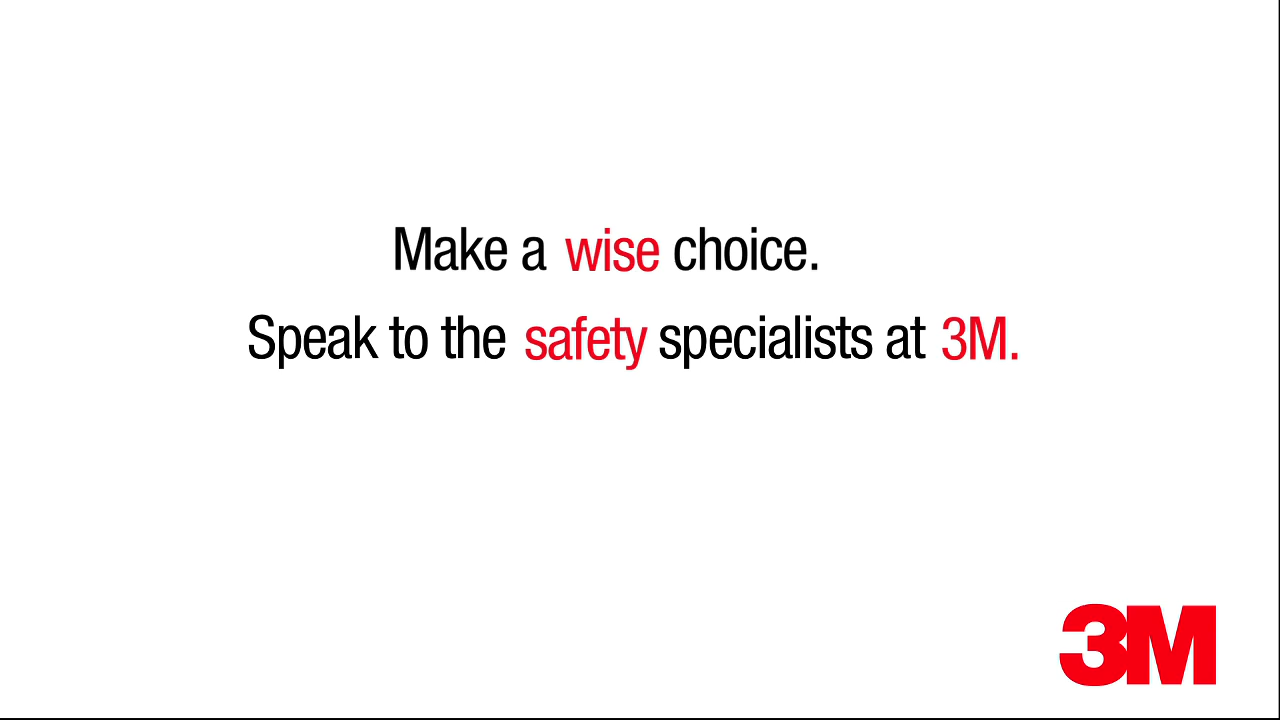 Make a wise choice.
Speak to the safety specialists at 3M.
3M